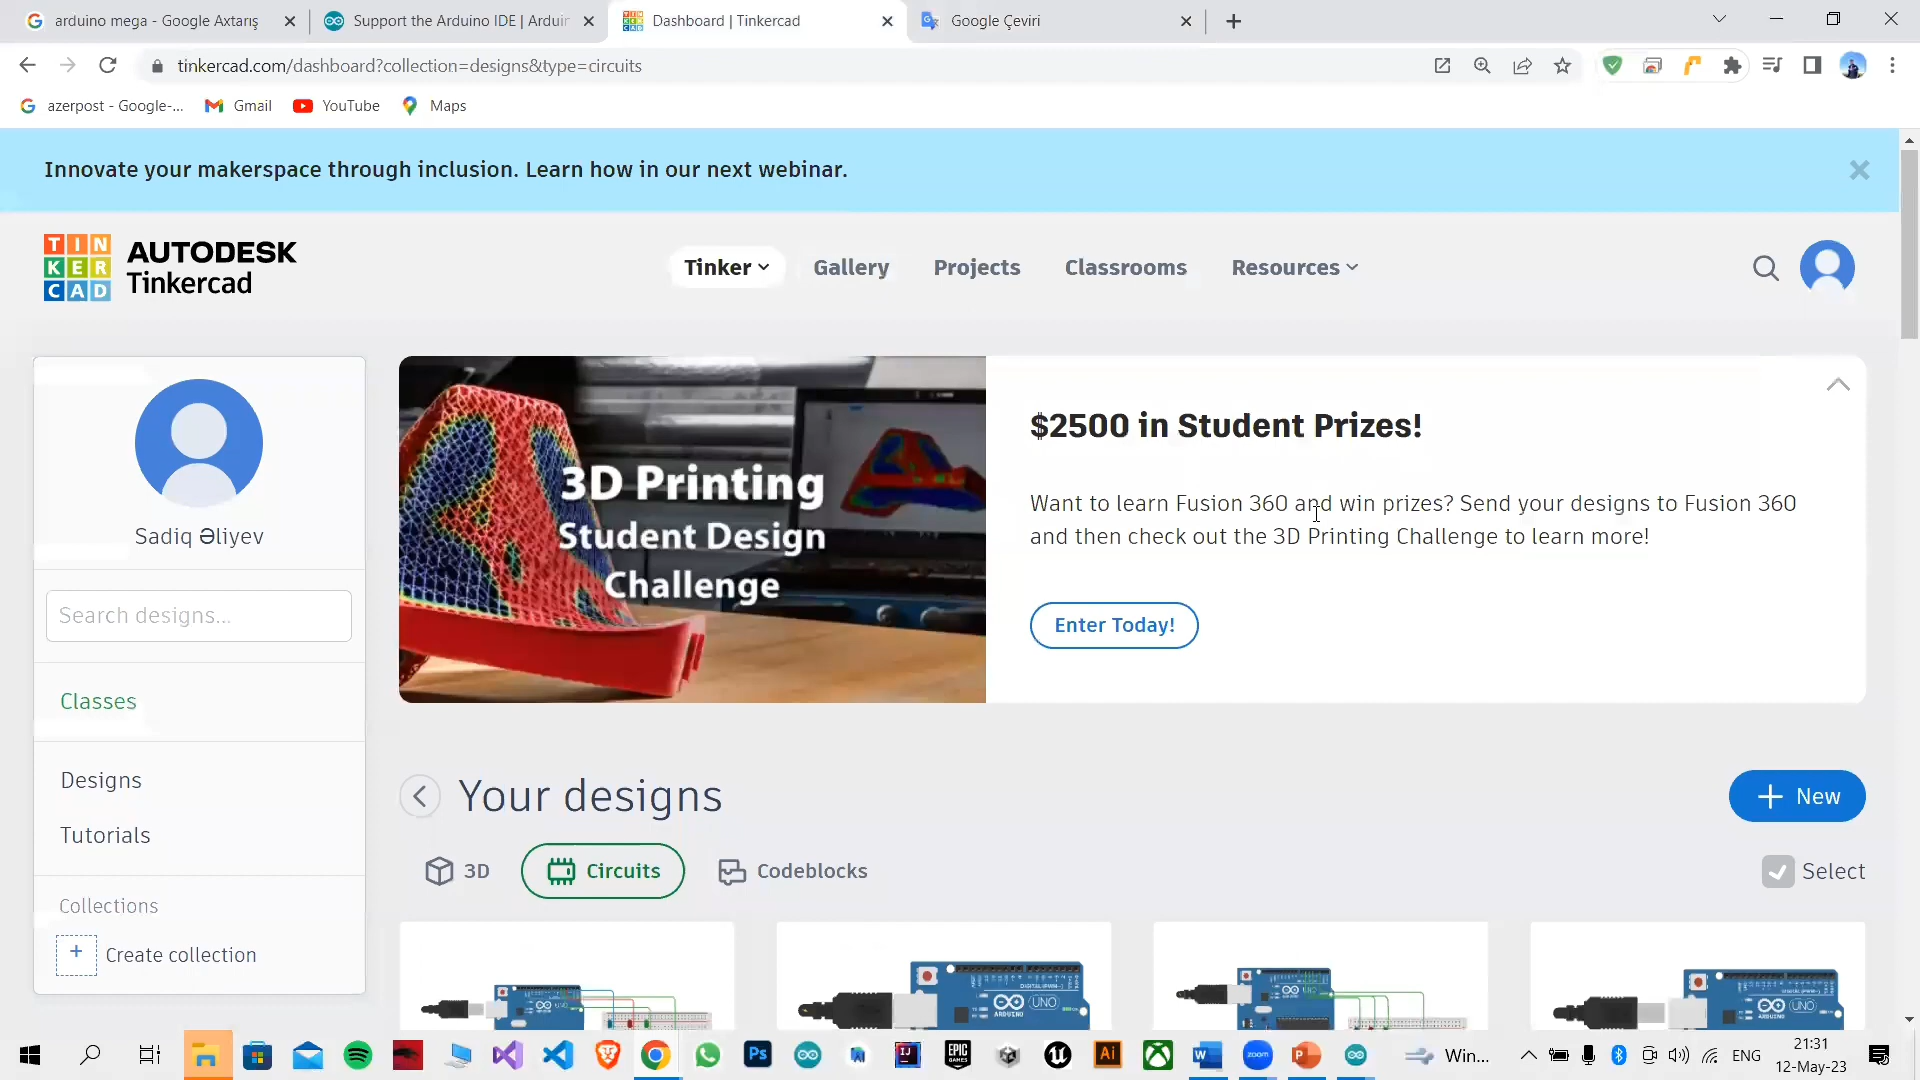 arduino mega - Google Axtarış
Support the Arduino IDE | Arduin
Dashboard | Tinkercad
Google Çeviri
tinkercad.com/dashboard?collection=designs&type=circuits
azerpost - Google-...
Gmail
YouTube
Maps
Innovate your makerspace through inclusion. Learn how in our next webinar.
TIN
KER
CAD
AUTODESK
Tinkercad
Tinker
Gallery
Projects
Classrooms
Resources
Sadiq Əliyev
Search designs...
Classes
Designs
Tutorials
Collections
+ Create collection
3D Printing
Student Design
Challenge
$2500 in Student Prizes!
Want to learn Fusion 360 and win prizes? Send your designs to Fusion 360
and then check out the 3D Printing Challenge to learn more!
Enter Today!
Your designs
+ New
3D
Circuits
Codeblocks
Select
UNO
ARDUINO
UNO
Win...
ENG
21:31
12-May-23